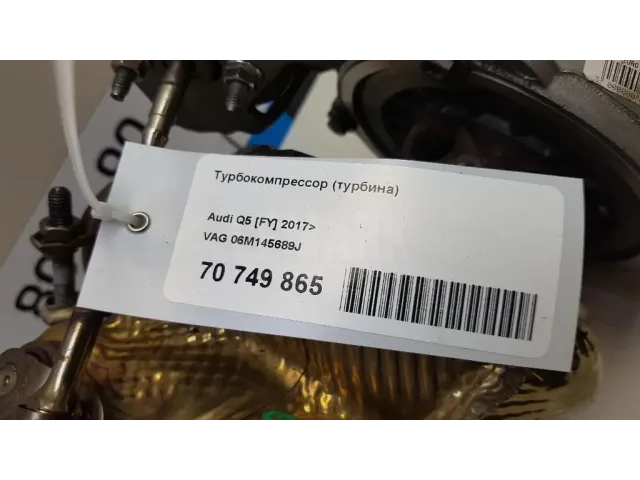 Турбокомпрессор (турбина)
Audi Q5 [FY] 2017>
VAG 06M145689J
70 749 865